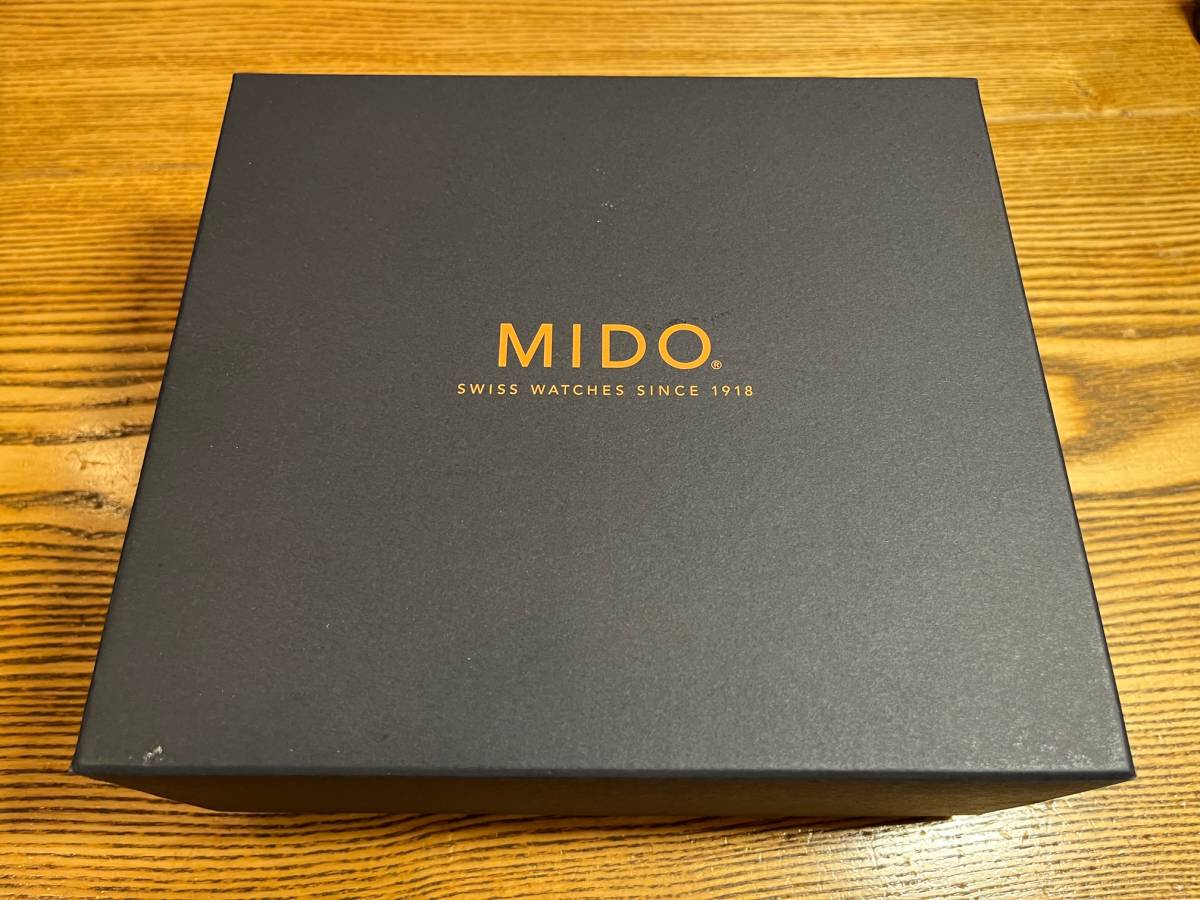 MIDO®
SWISS WATCHES SINCE 1918